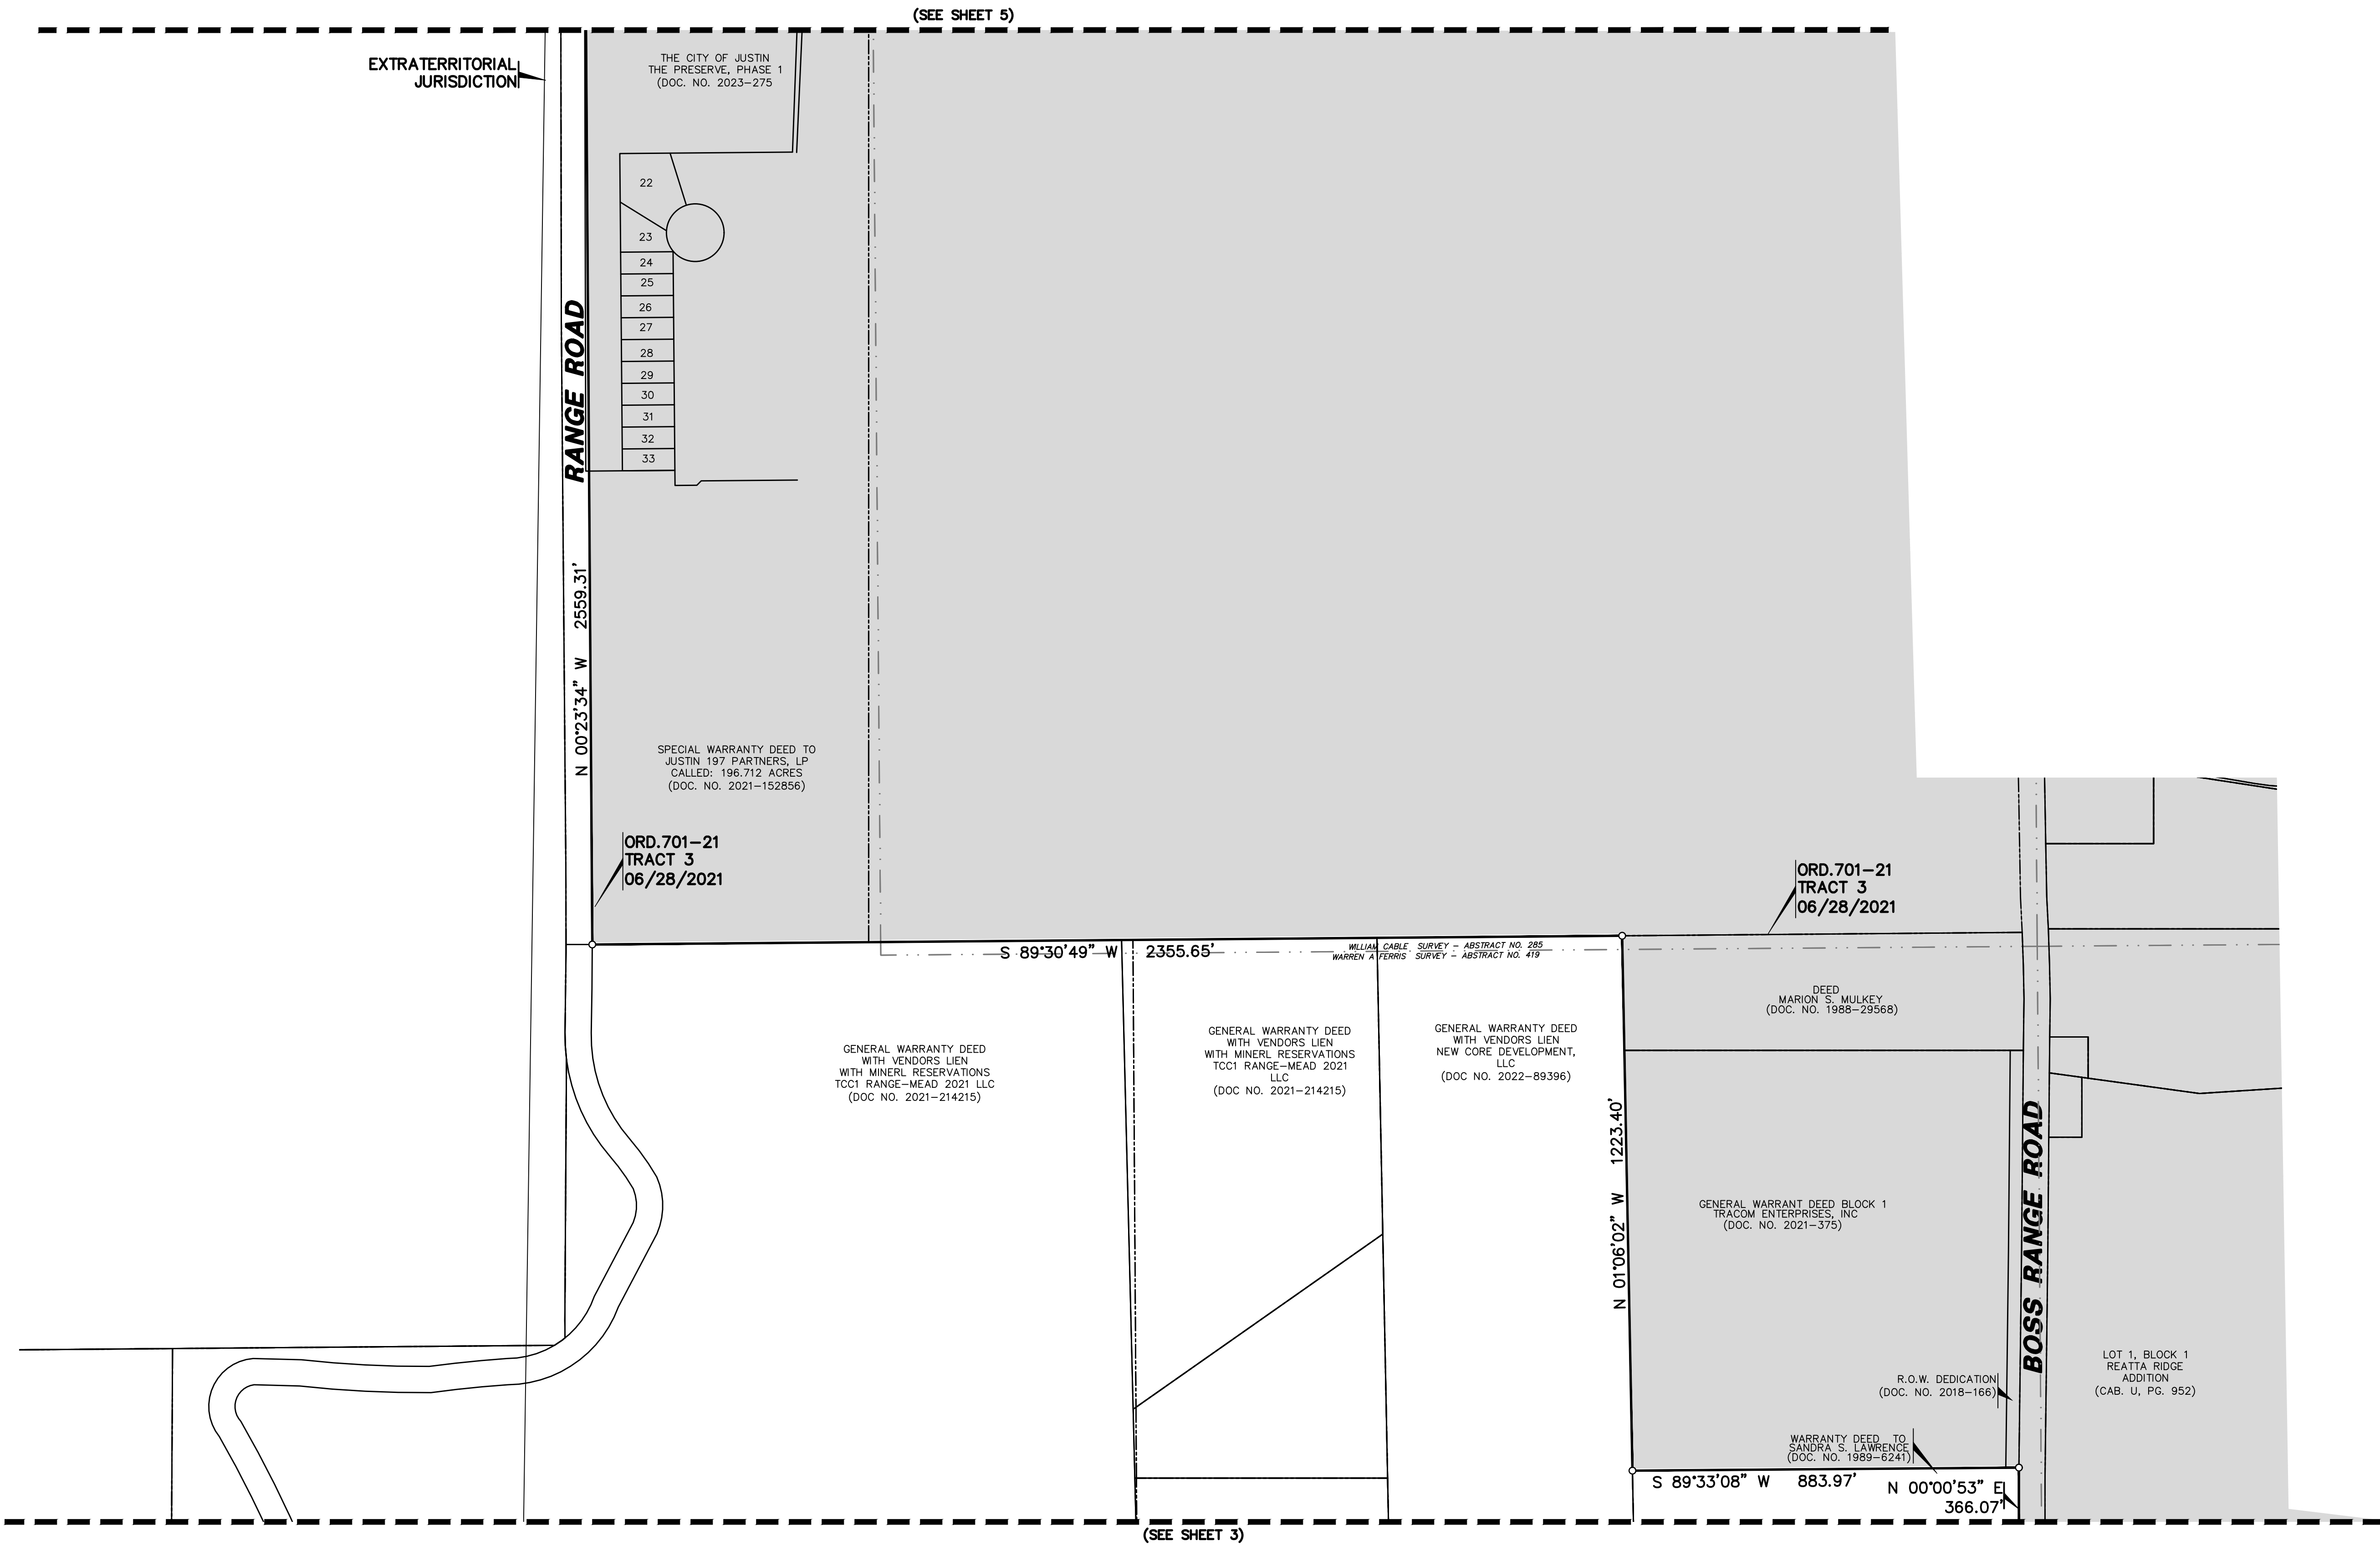 (SEE SHEET 5)
EXTRATERRITORIAL
JURISDICTION
THE CITY OF JUSTIN
THE PRESERVE, PHASE 1
(DOC. NO. 2023-275
22
23
24
25
26
27
28
29
30
31
32
33
RANGE ROAD
N 00°23'34" W 2559.31'
SPECIAL WARRANTY DEED TO
JUSTIN 197 PARTNERS, LP
CALLED: 196.712 ACRES
(DOC. NO. 2021-152856)
ORD.701-21
TRACT 3
06/28/2021
ORD.701-21
TRACT 3
06/28/2021
S 89°30'49" W 2355.65'
WILLIAM CABLE SURVEY - ABSTRACT NO. 285
WARREN A FERRIS SURVEY - ABSTRACT NO. 419
DEED
MARION S. MULKEY
(DOC. NO. 1988-29568)
GENERAL WARRANTY DEED
WITH VENDORS LIEN
WITH MINERL RESERVATIONS
TCC1 RANGE-MEAD 2021 LLC
(DOC NO. 2021-214215)
GENERAL WARRANTY DEED
WITH VENDORS LIEN
WITH MINERL RESERVATIONS
TCC1 RANGE-MEAD 2021
LLC
(DOC NO. 2021-214215)
GENERAL WARRANTY DEED
WITH VENDORS LIEN
NEW CORE DEVELOPMENT,
LLC
(DOC NO. 2022-89396)
N 01°06'02" W 1223.40'
GENERAL WARRANT DEED BLOCK 1
TRACOM ENTERPRISES, INC
(DOC. NO. 2021-375)
BOSS RANGE ROAD
LOT 1, BLOCK 1
REATTA RIDGE
ADDITION
(CAB. U, PG. 952)
R.O.W. DEDICATION
(DOC. NO. 2018-166)
WARRANTY DEED TO
SANDRA S. LAWRENCE
(DOC. NO. 1989-6241)
S 89°33'08" W 883.97'
N 00°00'53" E
366.07'
(SEE SHEET 3)